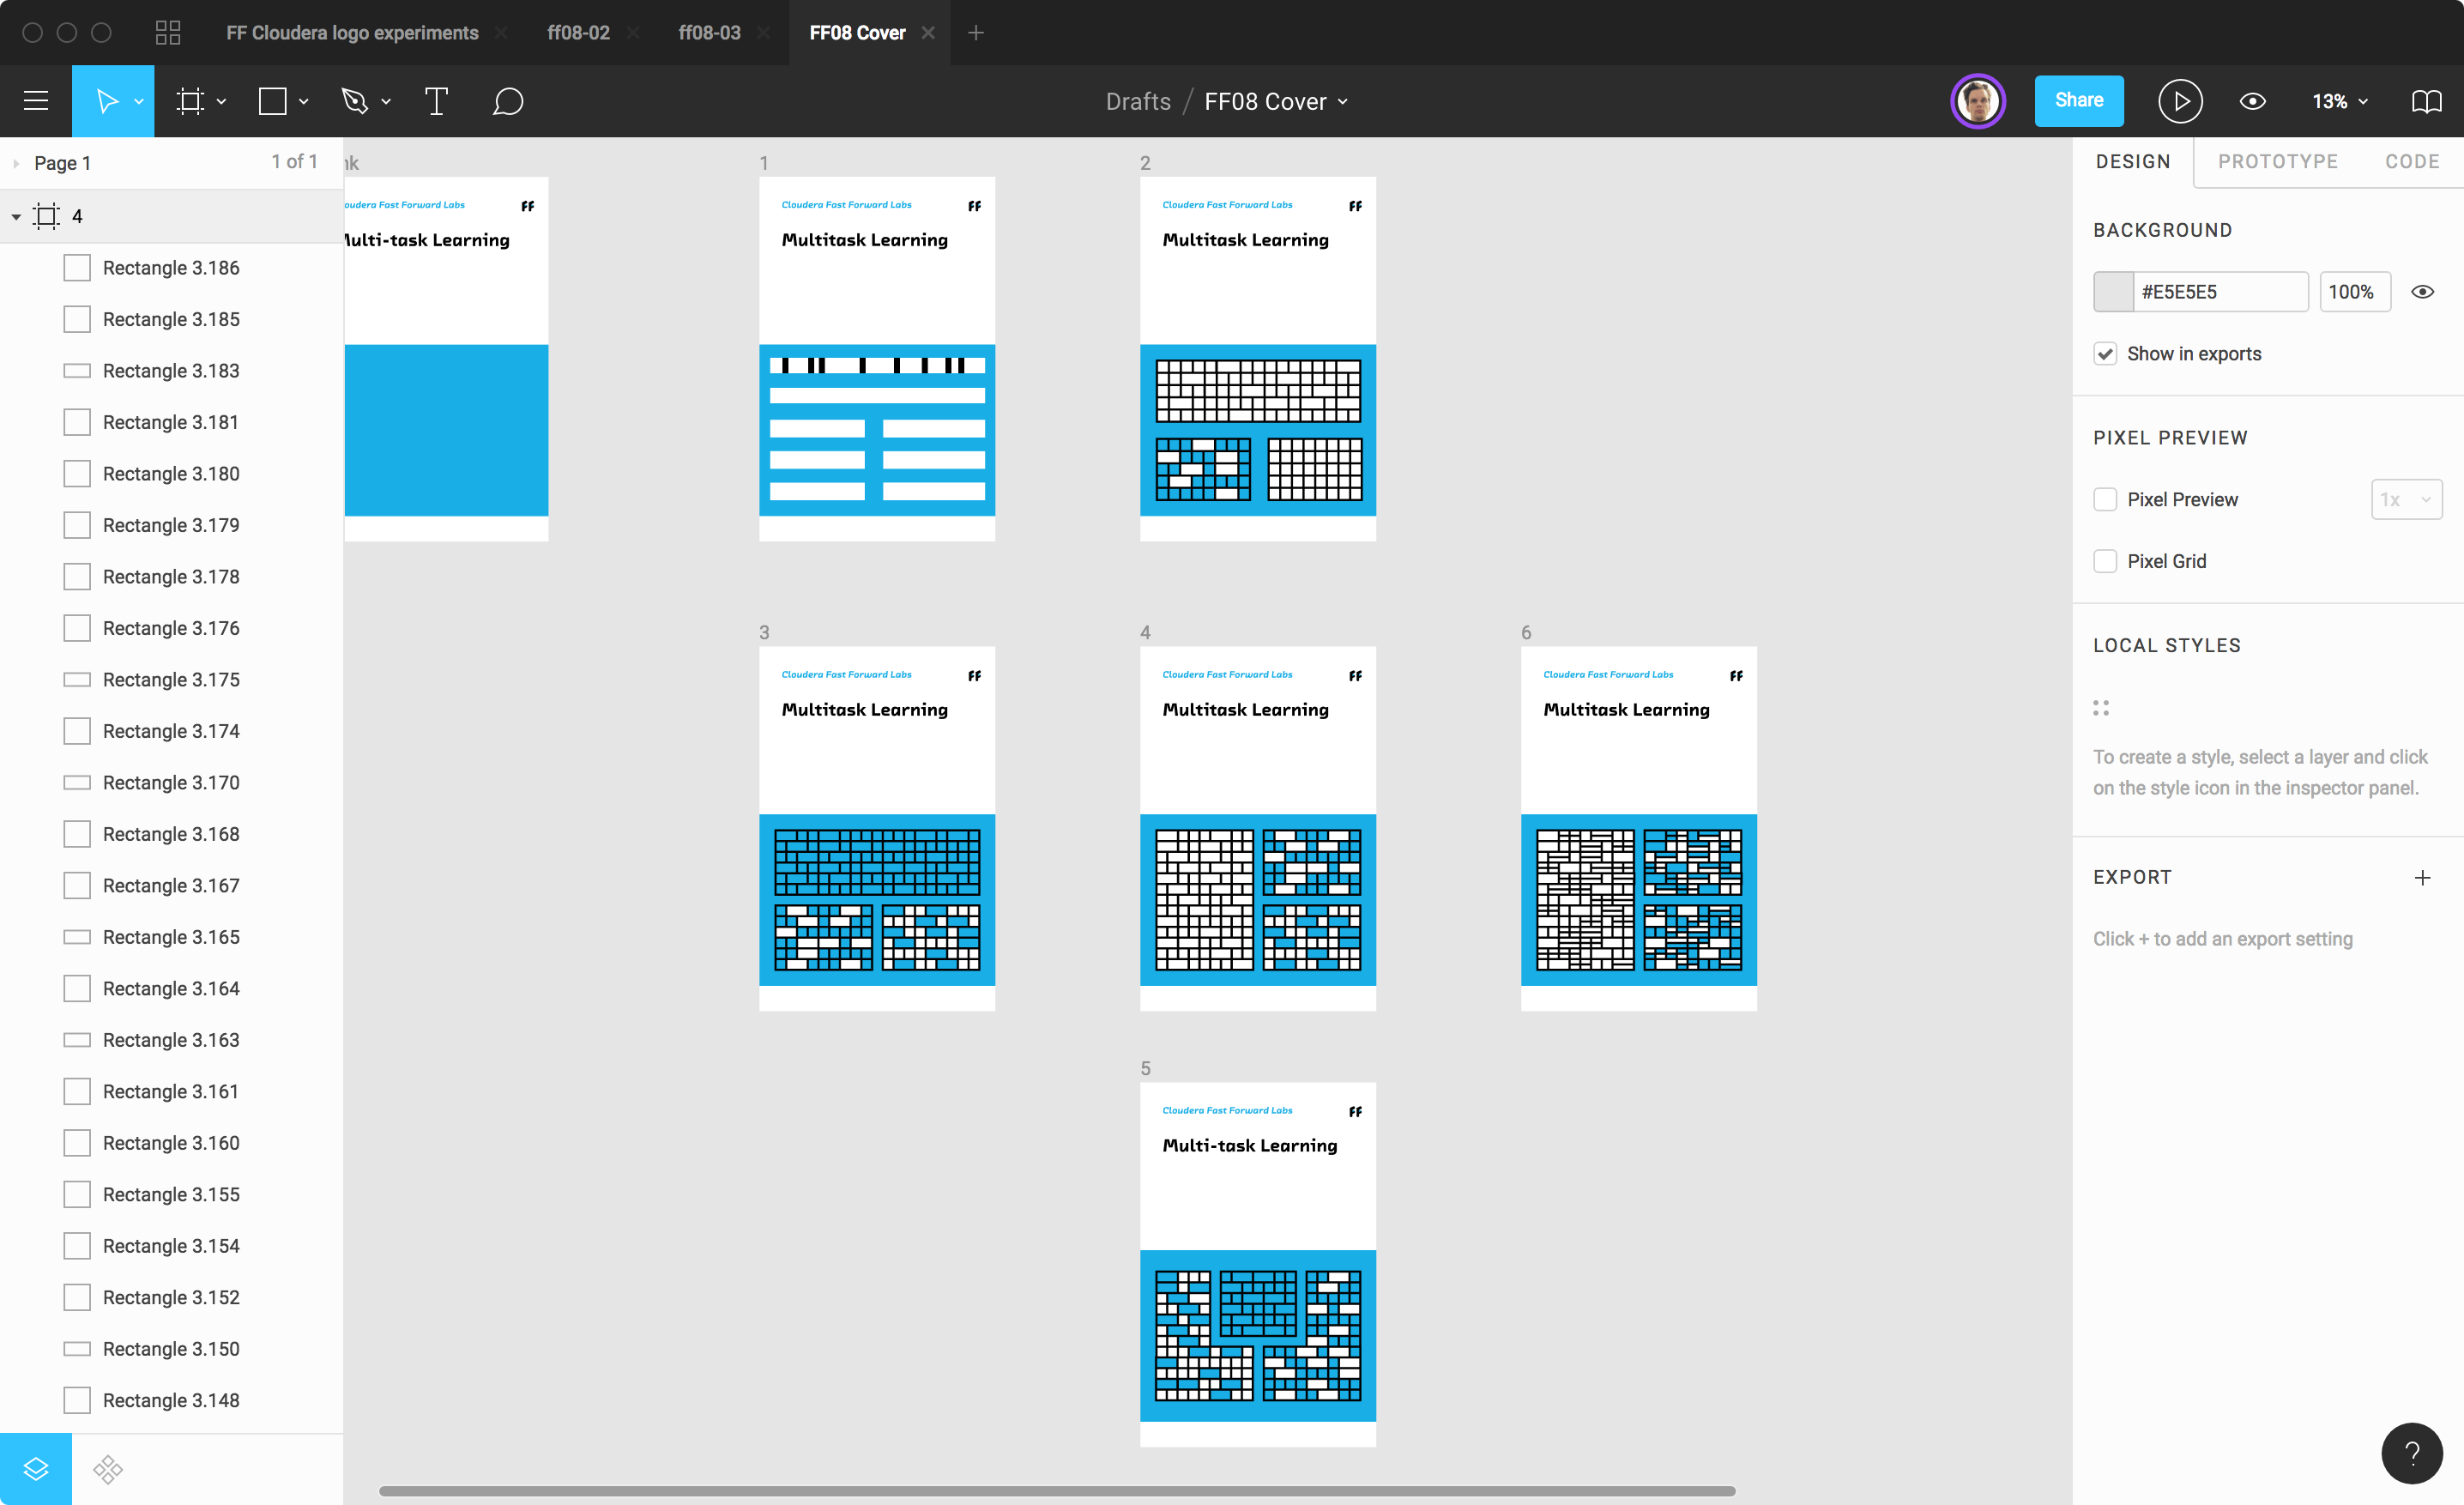 FF Cloudera logo experiments
ff08-02
ff08-03
FF08 Cover
Drafts / FF08 Cover
Share
13%
Page 1
1 of 1
4
Rectangle 3.186
Rectangle 3.185
Rectangle 3.183
Rectangle 3.181
Rectangle 3.180
Rectangle 3.179
Rectangle 3.178
Rectangle 3.176
Rectangle 3.175
Rectangle 3.174
Rectangle 3.170
Rectangle 3.168
Rectangle 3.167
Rectangle 3.165
Rectangle 3.164
Rectangle 3.163
Rectangle 3.161
Rectangle 3.160
Rectangle 3.155
Rectangle 3.154
Rectangle 3.152
Rectangle 3.150
Rectangle 3.148
nk
oudera Fast Forward Labs
FF
Multi-task Learning
1
Cloudera Fast Forward Labs
FF
Multitask Learning
2
Cloudera Fast Forward Labs
FF
Multitask Learning
3
Cloudera Fast Forward Labs
FF
Multitask Learning
4
Cloudera Fast Forward Labs
FF
Multitask Learning
6
Cloudera Fast Forward Labs
FF
Multitask Learning
5
Cloudera Fast Forward Labs
FF
Multi-task Learning
DESIGN
PROTOTYPE
CODE
BACKGROUND
#E5E5E5
100%
Show in exports
PIXEL PREVIEW
Pixel Preview
1x
Pixel Grid
LOCAL STYLES
To create a style, select a layer and click
on the style icon in the inspector panel.
EXPORT
+
Click + to add an export setting
?